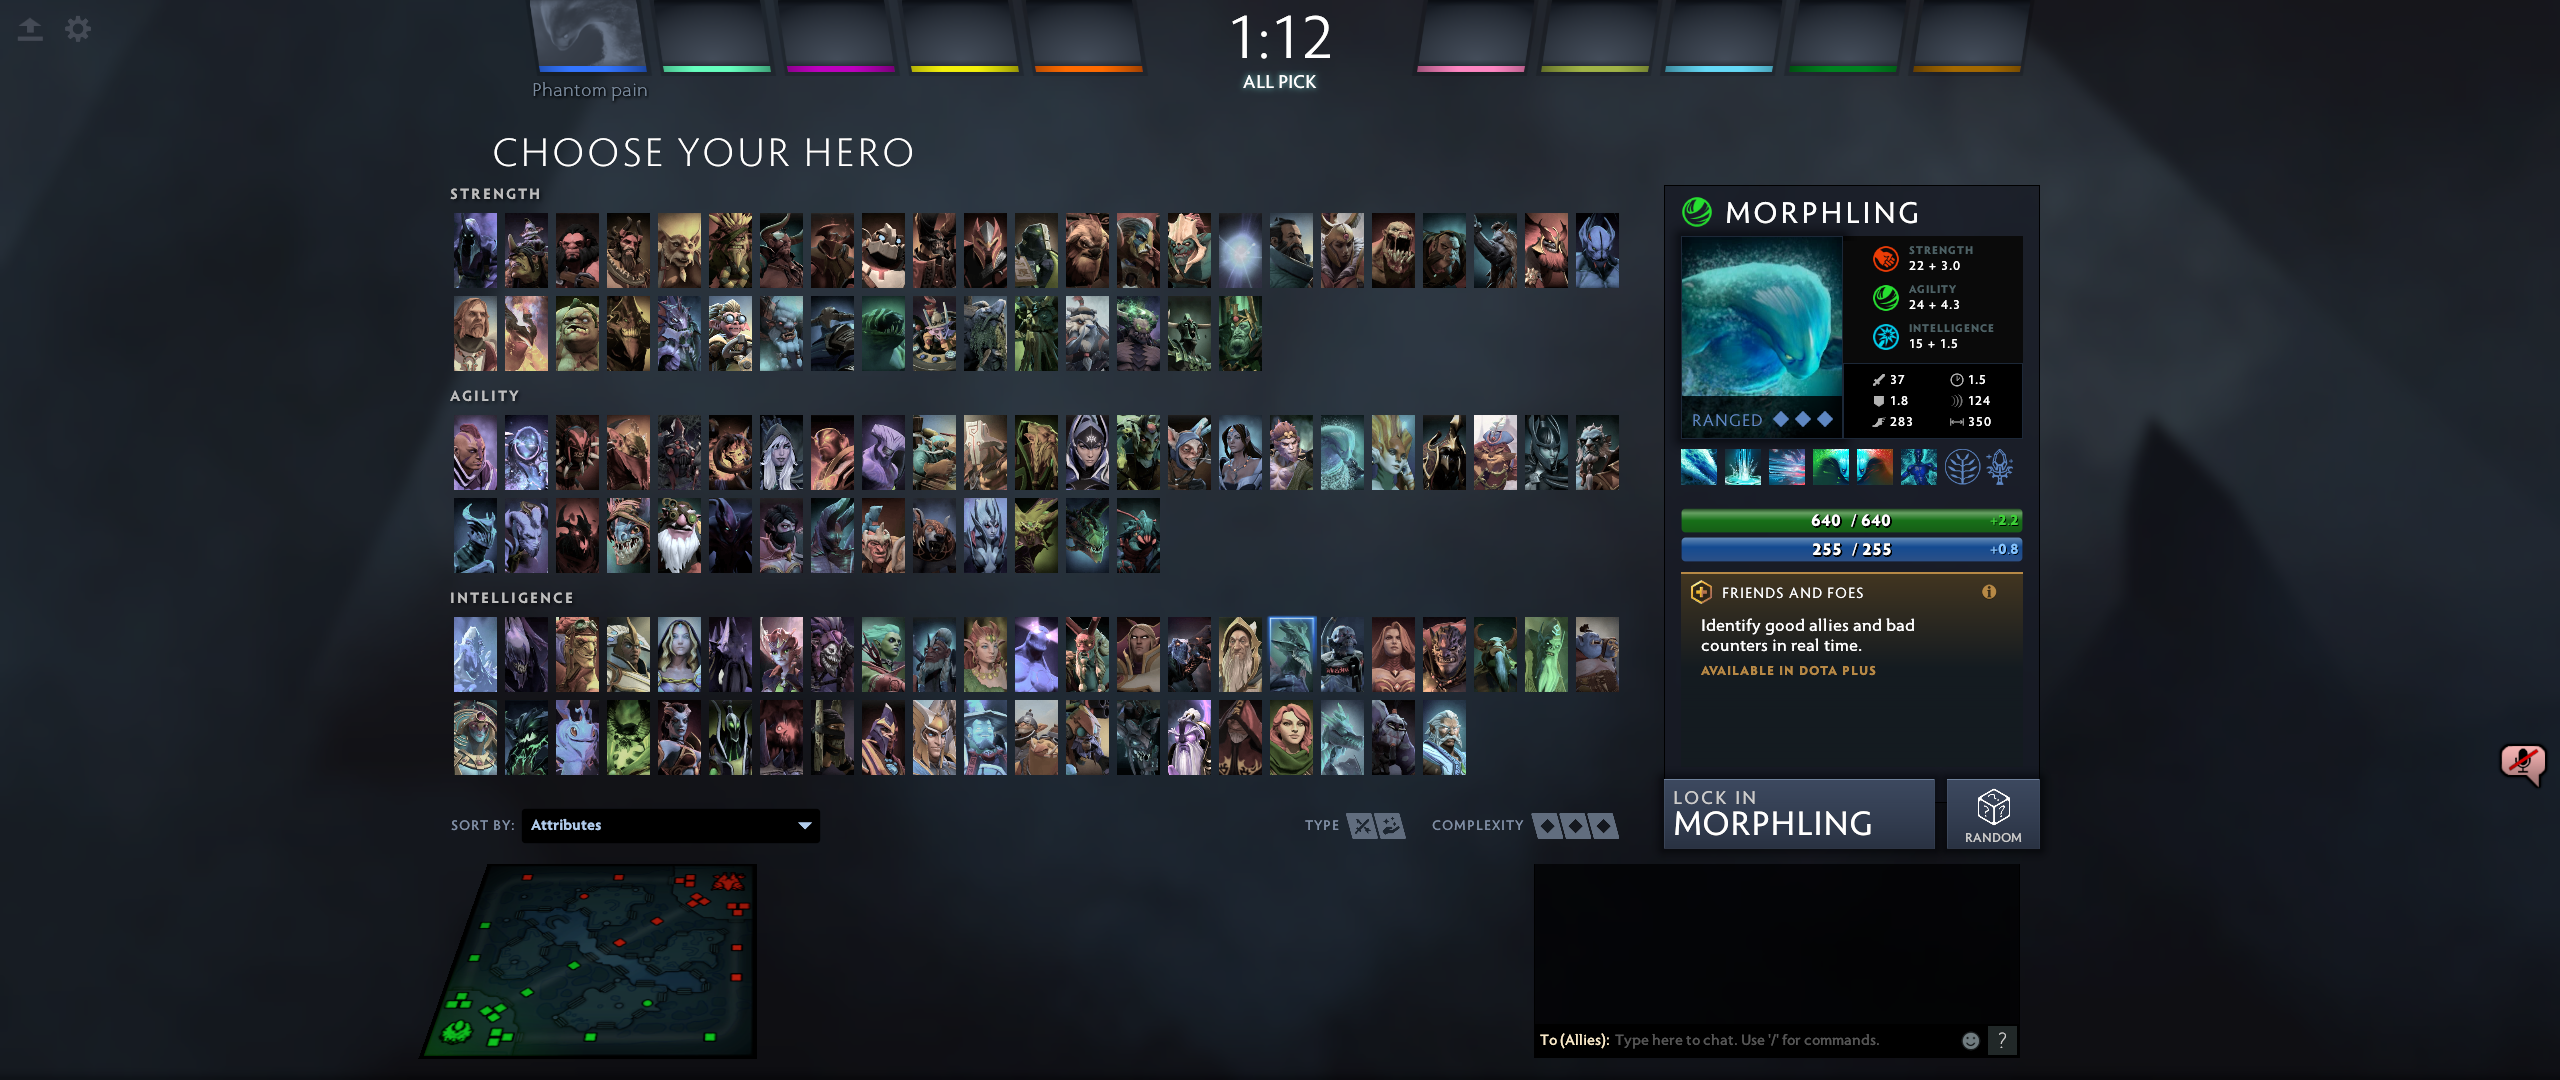 1:12
ALL PICK
Phantom pain
CHOOSE YOUR HERO
STRENGTH
AGILITY
INTELLIGENCE
MORPHLING
STRENGTH
22 + 3.0
AGILITY
24 + 4.3
INTELLIGENCE
15 + 1.5
RANGED
37
1.5
1.8
124
283
350
640 / 640
+2.2
255 / 255
+0.8
FRIENDS AND FOES
Identify good allies and bad
counters in real time.
AVAILABLE IN DOTA PLUS
SORT BY:
Attributes
TYPE
COMPLEXITY
LOCK IN
MORPHLING
RANDOM
To (Allies): Type here to chat. Use '/' for commands.
?